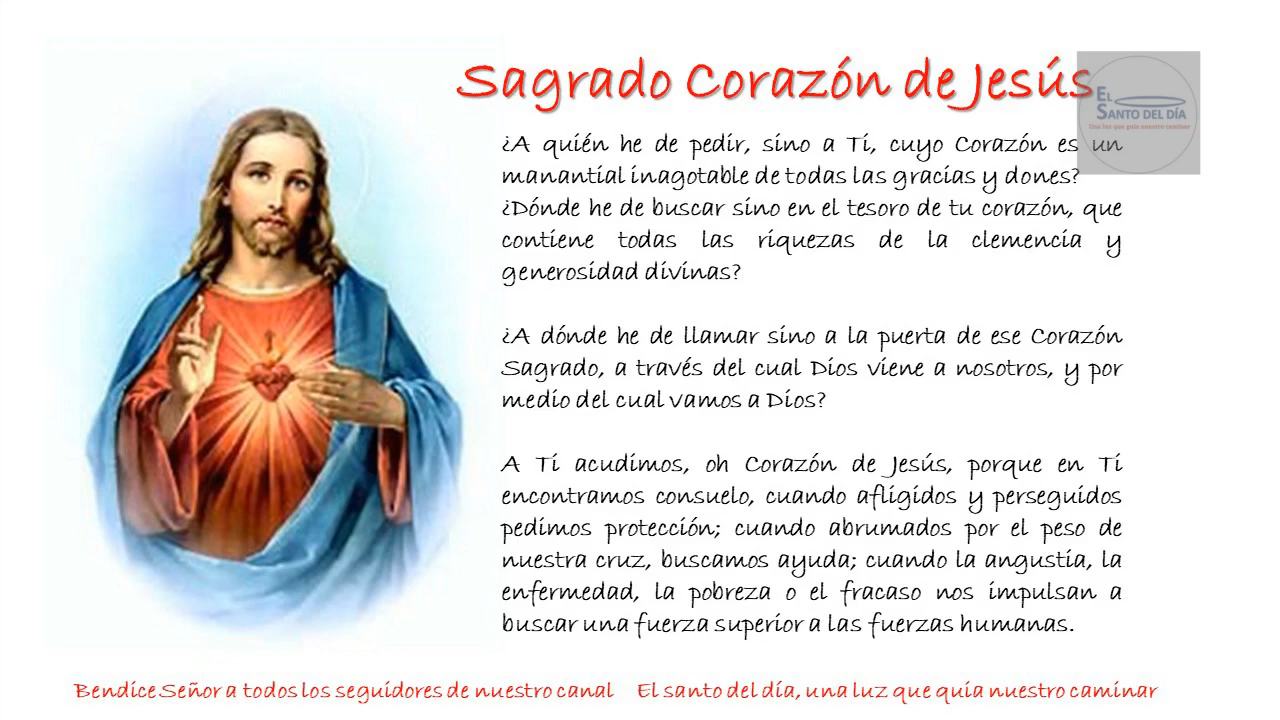 Sagrado Corazón de Jesús
EL
SANTO DEL DÍA
Una luz que guía nuestro caminar
¿A quién he de pedir, sino a Ti, cuyo Corazón es un
manantial inagotable de todas las gracias y dones?
¿Dónde he de buscar sino en el tesoro de tu corazón, que
contiene todas las riquezas de la clemencia y
generosidad divinas?
¿A dónde he de llamar sino a la puerta de ese Corazón
Sagrado, a través del cual Dios viene a nosotros, y por
medio del cual vamos a Dios?
A Ti acudimos, oh Corazón de Jesús, porque en Ti
encontramos consuelo, cuando afligidos y perseguidos
pedimos protección; cuando abrumados por el peso de
nuestra cruz, buscamos ayuda; cuando la angustia, la
enfermedad, la pobreza o el fracaso nos impulsan a
buscar una fuerza superior a las fuerzas humanas.
Bendice Señor a todos los seguidores de nuestro canal El santo del día, una luz que quia nuestro caminar